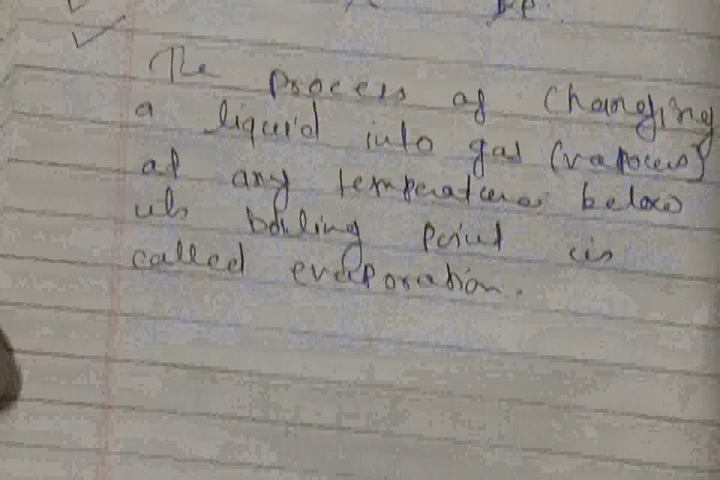 The process of changing
a liquid into gas (vapours)
at any temperature below
its boiling point is
called evaporation.